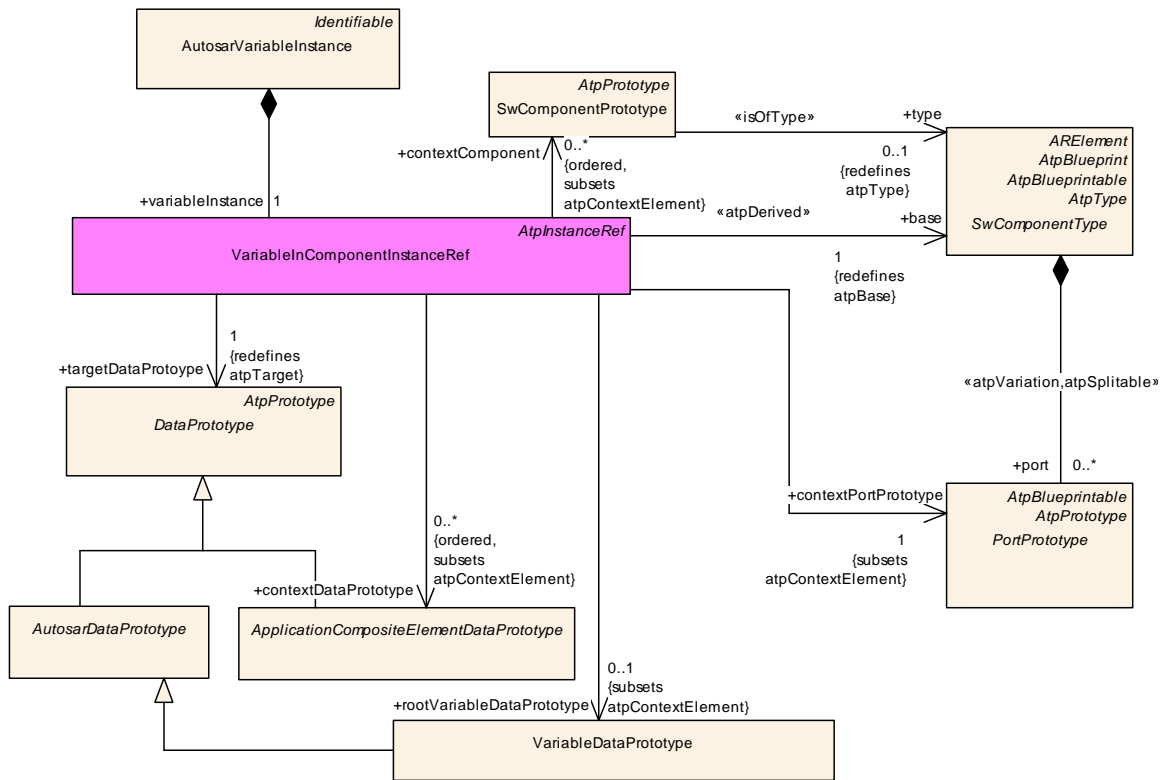 Identifiable
AutosarVariableInstance
AtpPrototype
SwComponentPrototype
«isOfType»
+type
0..*
{ordered,
subsets
atpContextElement}
+contextComponent
0..1
{redefines
atpType}
ARElement
AtpBlueprint
AtpBlueprintable
AtpType
SwComponentType
+variableInstance
1
«atpDerived»
+base
AtpInstanceRef
VariableInComponentInstanceRef
1
{redefines
atpBase}
1
{redefines
atpTarget}
+targetDataProtoype
«atpVariation,atpSplitable»
AtpPrototype
DataPrototype
+port
0..*
+contextPortPrototype
AtpBlueprintable
AtpPrototype
PortPrototype
0..*
{ordered,
subsets
atpContextElement}
+contextDataPrototype
1
{subsets
atpContextElement}
AutosarDataPrototype
ApplicationCompositeElementDataPrototype
0..1
{subsets
atpContextElement}
+rootVariableDataPrototype
VariableDataPrototype